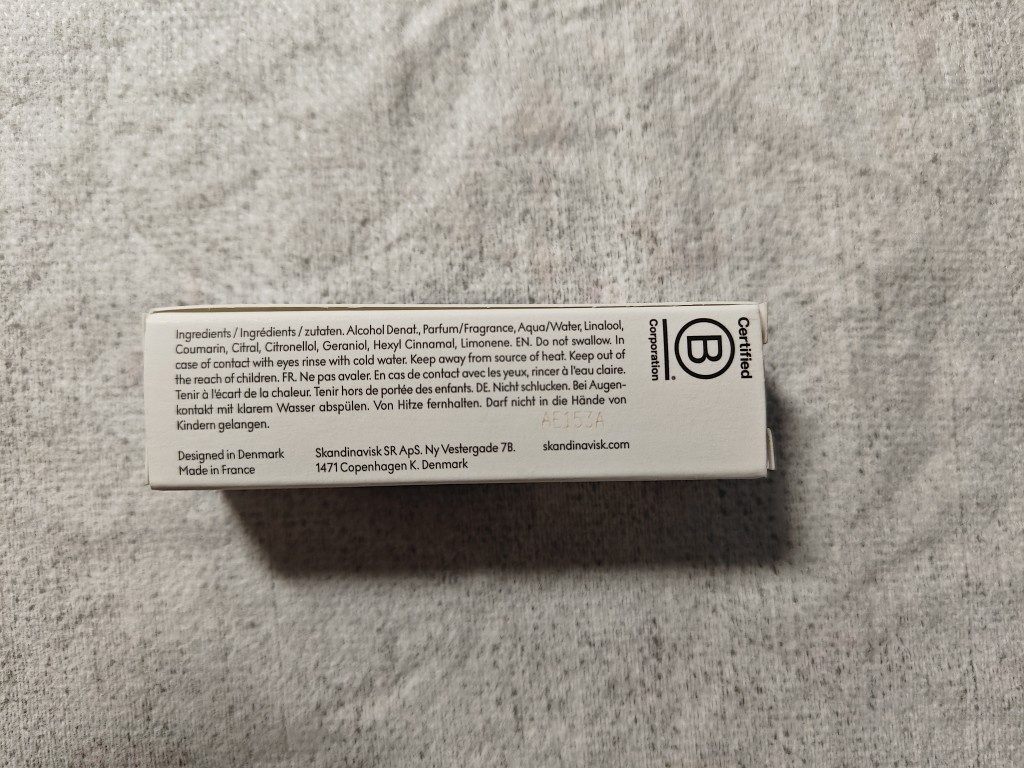 Ingredients / Ingrédients / zutaten. Alcohol Denat., Parfum/Fragrance, Aqua/Water, Linalool,
Coumarin, Citral, Citronellol, Geraniol, Hexyl Cinnamal, Limonene. EN. Do not swallow. In
case of contact with eyes rinse with cold water. Keep away from source of heat. Keep out of
the reach of children. FR. Ne pas avaler. En cas de contact avec les yeux, rincer à l'eau claire.
Tenir à l'écart de la chaleur. Tenir hors de portée des enfants. DE. Nicht schlucken. Bei Augen-
kontakt mit klarem Wasser abspülen. Von Hitze fernhalten. Darf nicht in die Hände von
Kindern gelangen.
AE153A
Designed in Denmark
Made in France
Skandinavisk SR ApS. Ny Vestergade 7B.
1471 Copenhagen K. Denmark
skandinavisk.com
Certified
B
Corporation